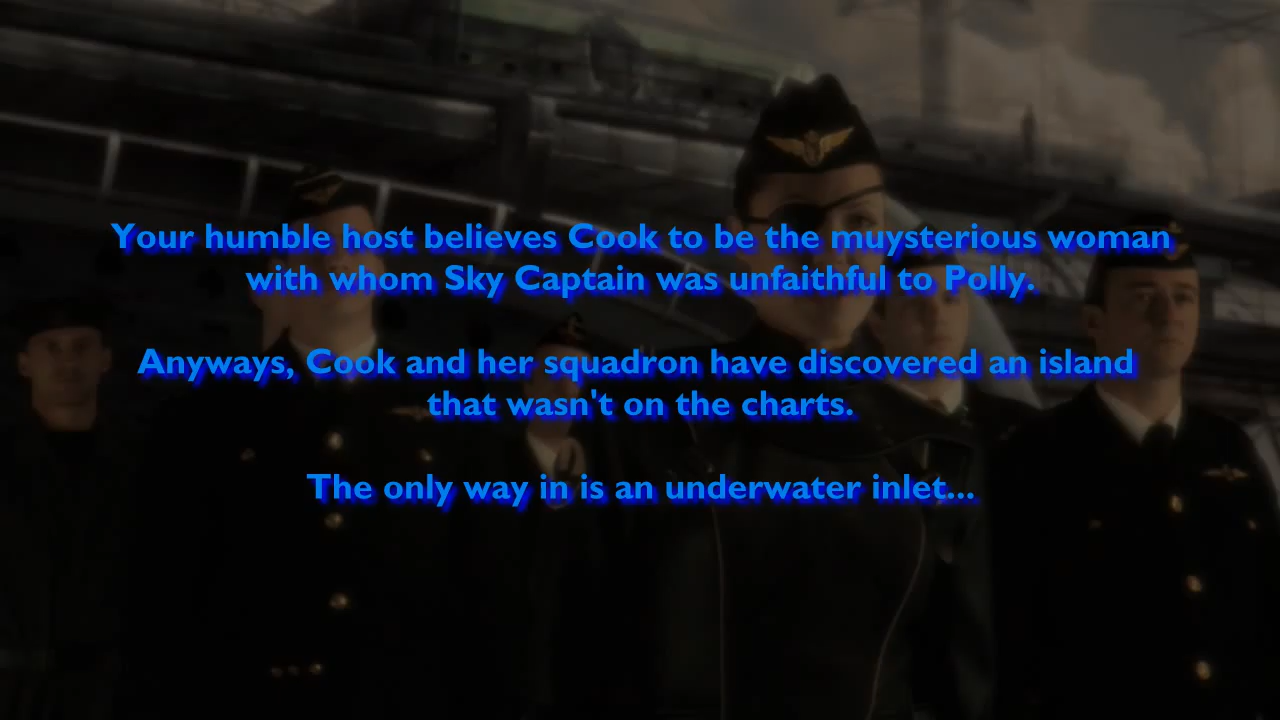 Your humble host believes Cook to be the muysterious woman
with whom Sky Captain was unfaithful to Polly.
Anyways, Cook and her squadron have discovered an island
that wasn't on the charts.
The only way in is an underwater inlet...